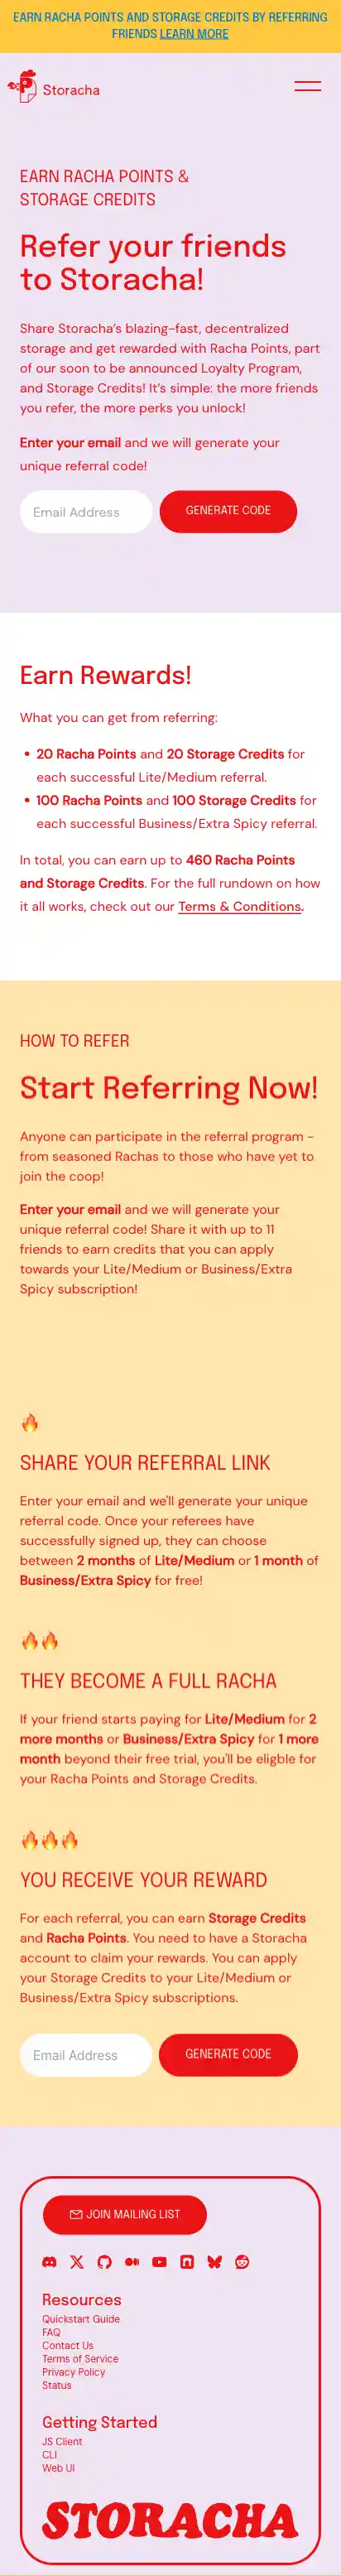 EARN RACHA POINTS AND STORAGE CREDITS BY REFERRING
FRIENDS LEARN MORE
Storacha
EARN RACHA POINTS &
STORAGE CREDITS
Refer your friends
to Storacha!
Share Storacha's blazing-fast, decentralized
storage and get rewarded with Racha Points, part
of our soon to be announced Loyalty Program,
and Storage Credits! It's simple: the more friends
you refer, the more perks you unlock!
Enter your email and we will generate your
unique referral code!
Email Address
GENERATE CODE
Earn Rewards!
What you can get from referring:
• 20 Racha Points and 20 Storage Credits for
each successful Lite/Medium referral.
• 100 Racha Points and 100 Storage Credits for
each successful Business/Extra Spicy referral.
In total, you can earn up to 460 Racha Points
and Storage Credits. For the full rundown on how
it all works, check out our Terms & Conditions.
HOW TO REFER
Start Referring Now!
Anyone can participate in the referral program -
from seasoned Rachas to those who have yet to
join the coop!
Enter your email and we will generate your
unique referral code! Share it with up to 11
friends to earn credits that you can apply
towards your Lite/Medium or Business/Extra
Spicy subscription!
SHARE YOUR REFERRAL LINK
Enter your email and we'll generate your unique
referral code. Once your referees have
successfully signed up, they can choose
between 2 months of Lite/Medium or 1 month of
Business/Extra Spicy for free!
THEY BECOME A FULL RACHA
If your friend starts paying for Lite/Medium for 2
more months or Business/Extra Spicy for 1 more
month beyond their free trial, you'll be eligble for
your Racha Points and Storage Credits.
YOU RECEIVE YOUR REWARD
For each referral, you can earn Storage Credits
and Racha Points. You need to have a Storacha
account to claim your rewards. You can apply
your Storage Credits to your Lite/Medium or
Business/Extra Spicy subscriptions.
Email Address
GENERATE CODE
JOIN MAILING LIST
Resources
Quickstart Guide
FAQ
Contact Us
Terms of Service
Privacy Policy
Status
Getting Started
JS Client
CLI
Web UI
STORACHA